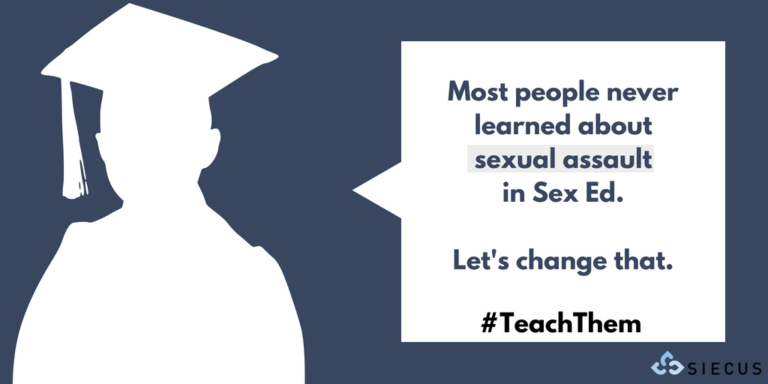 Most people never
learned about
sexual assault
in Sex Ed.
Let's change that.
#TeachThem
SIECUS